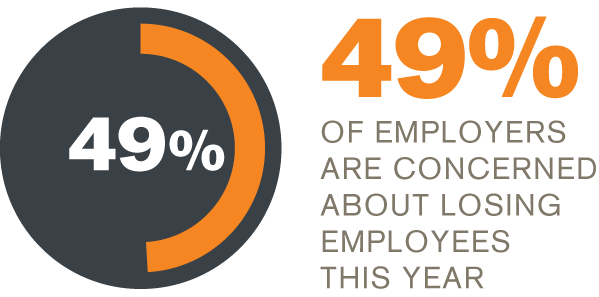 49%
49%
OF EMPLOYERS
ARE CONCERNED
ABOUT LOSING
EMPLOYEES
THIS YEAR